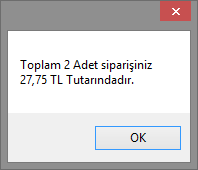 Toplam 2 Adet siparişiniz
27,75 TL Tutarındadır.
OK